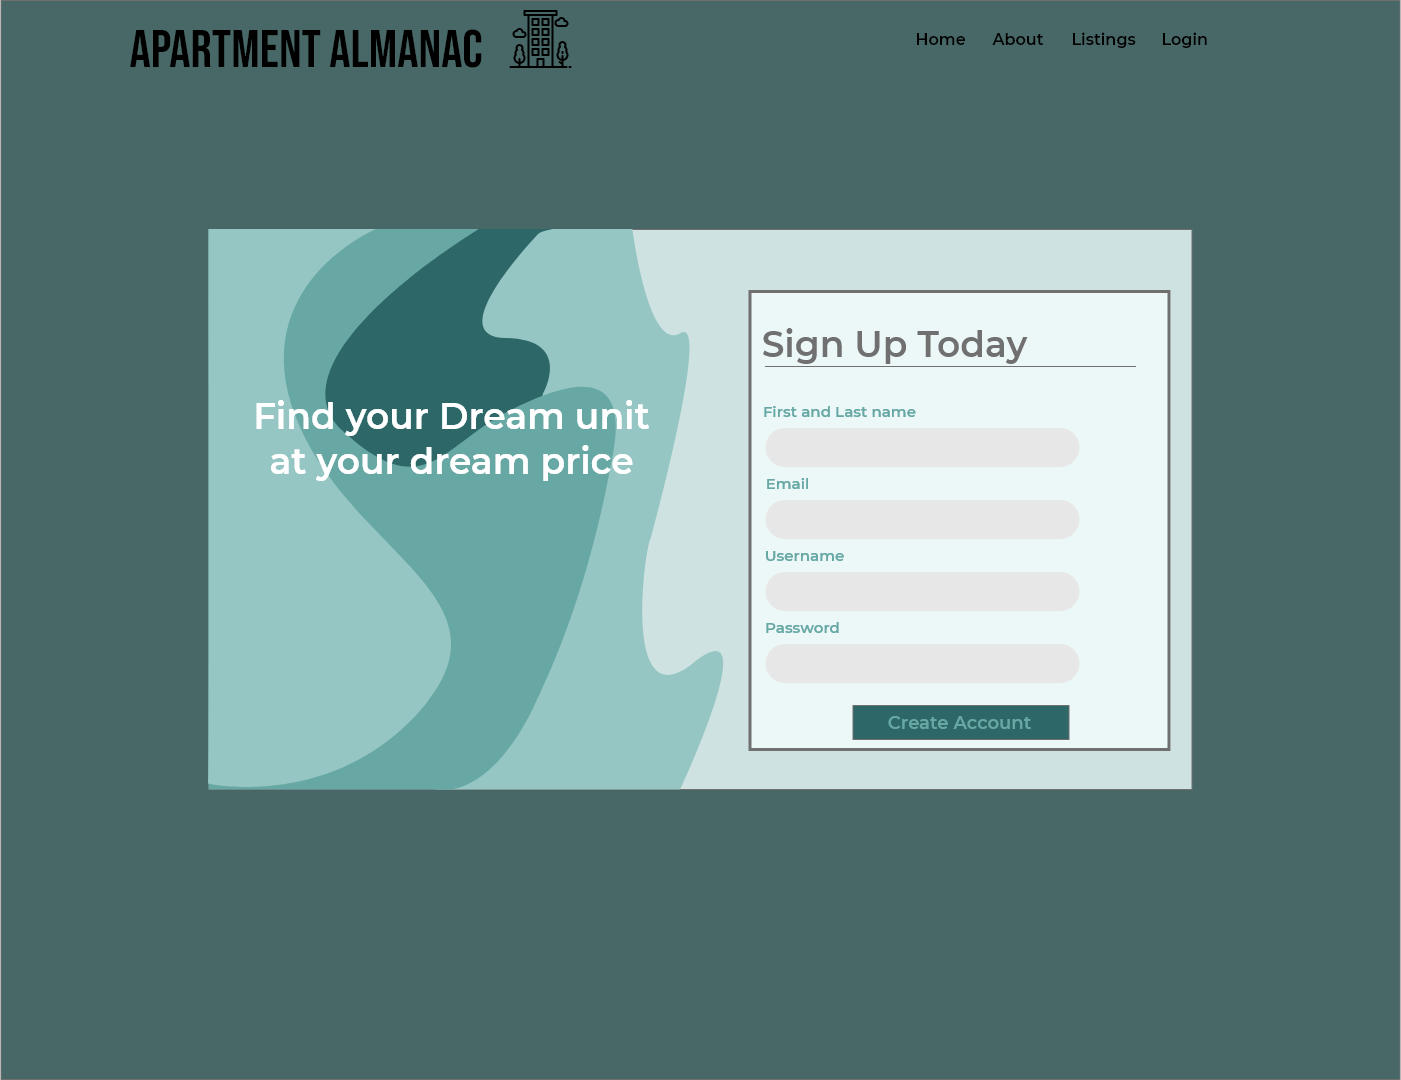 APARTMENT ALMANAC
Home About Listings Login
Find your Dream unit
at your dream price
Sign Up Today
First and Last name
Email
Username
Password
Create Account